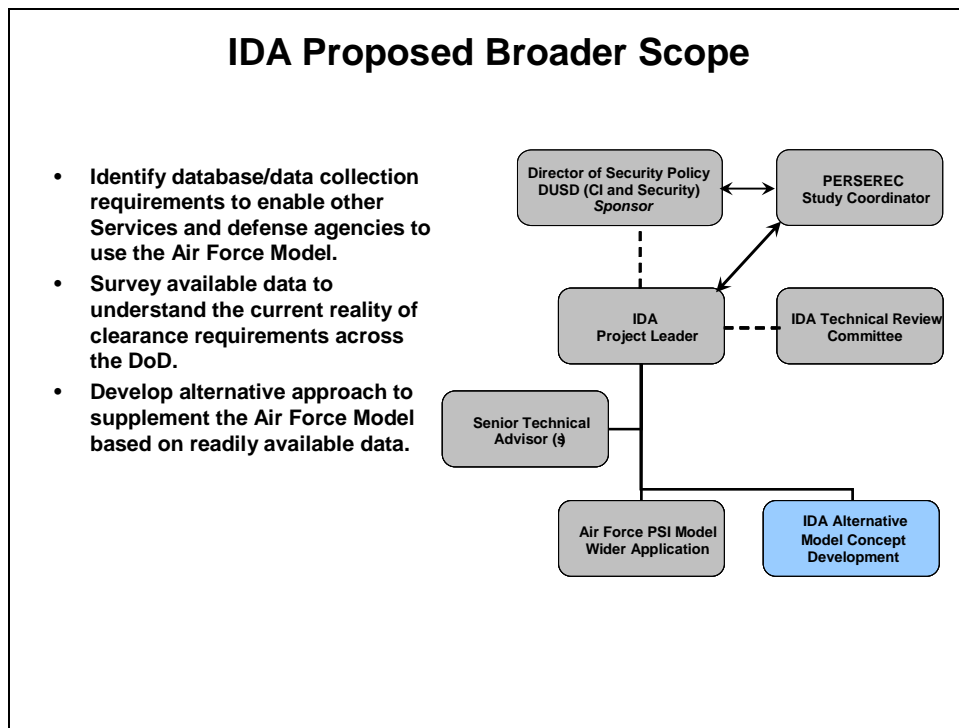 IDA Proposed Broader Scope
• Identify database/data collection
requirements to enable other
Services and defense agencies to
use the Air Force Model.
• Survey available data to
understand the current reality of
clearance requirements across
the DoD.
• Develop alternative approach to
supplement the Air Force Model
based on readily available data.
Director of Security Policy
DUSD (CI and Security)
Sponsor
PERSEREC
Study Coordinator
IDA
Project Leader
IDA Technical Review
Committee
Senior Technical
Advisor (s)
Air Force PSI Model
Wider Application
IDA Alternative
Model Concept
Development